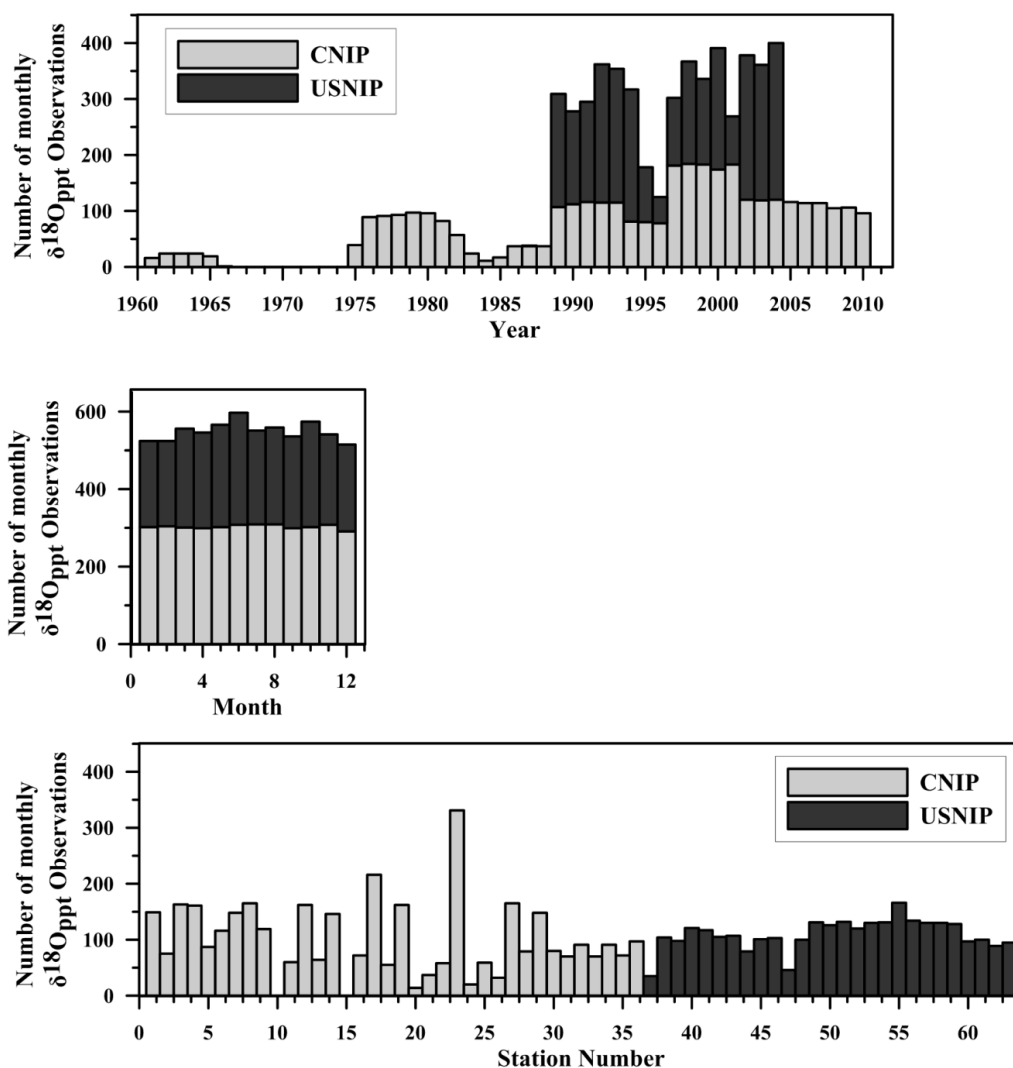 Number of monthly
δ18Oppt Observations
400
300
200
100
0
CNIP
USNIP
1960 1965 1970 1975 1980 1985 1990 1995 2000 2005 2010
Year
Number of monthly
δ18Oppt Observations
600
400
200
0
0 4 8 12
Month
Number of monthly
δ18Oppt Observations
400
300
200
100
0
CNIP
USNIP
0 5 10 15 20 25 30 35 40 45 50 55 60
Station Number